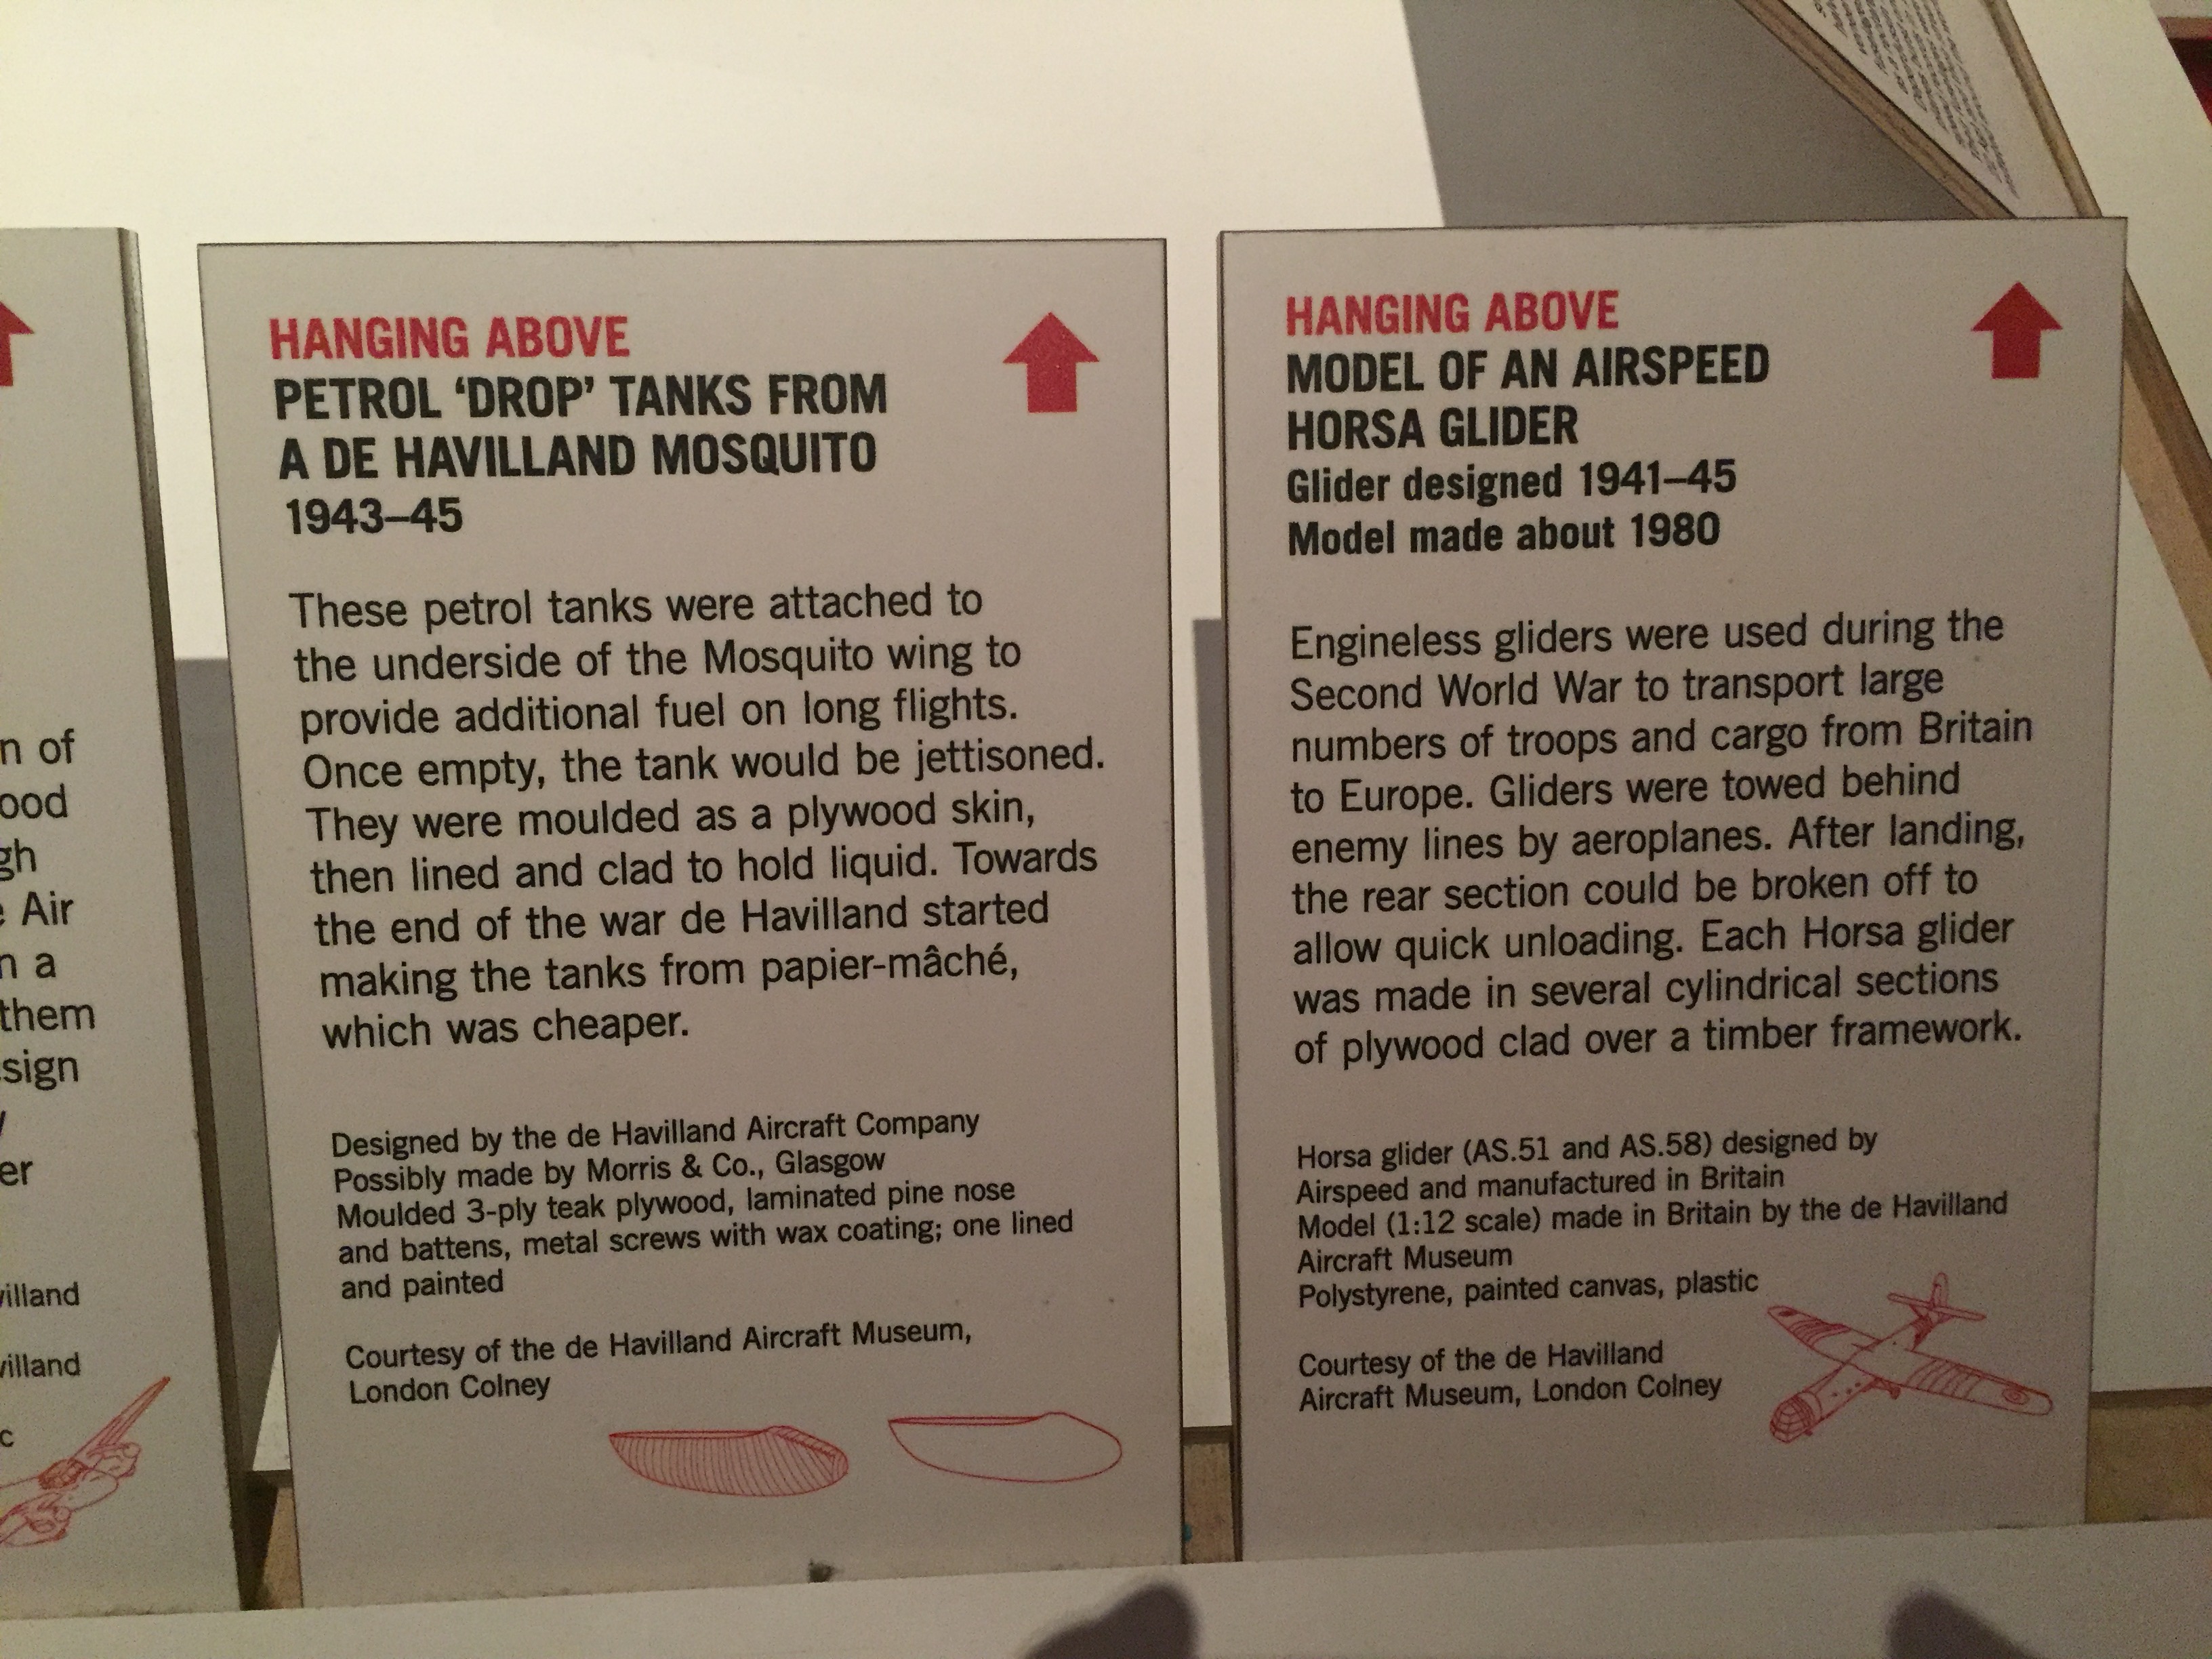 n of
ood
gh
Air
n a
them
sign
er
villand
villand
c
HANGING ABOVE
PETROL ‘DROP’ TANKS FROM
A DE HAVILLAND MOSQUITO
1943–45
These petrol tanks were attached to
the underside of the Mosquito wing to
provide additional fuel on long flights.
Once empty, the tank would be jettisoned.
They were moulded as a plywood skin,
then lined and clad to hold liquid. Towards
the end of the war de Havilland started
making the tanks from papier-mâché,
which was cheaper.
Designed by the de Havilland Aircraft Company
Possibly made by Morris & Co., Glasgow
Moulded 3-ply teak plywood, laminated pine nose
and battens, metal screws with wax coating; one lined
and painted
Courtesy of the de Havilland Aircraft Museum,
London Colney
HANGING ABOVE
MODEL OF AN AIRSPEED
HORSA GLIDER
Glider designed 1941–45
Model made about 1980
Engineless gliders were used during the
Second World War to transport large
numbers of troops and cargo from Britain
to Europe. Gliders were towed behind
enemy lines by aeroplanes. After landing,
the rear section could be broken off to
allow quick unloading. Each Horsa glider
was made in several cylindrical sections
of plywood clad over a timber framework.
Horsa glider (AS.51 and AS.58) designed by
Airspeed and manufactured in Britain
Model (1:12 scale) made in Britain by the de Havilland
Aircraft Museum
Polystyrene, painted canvas, plastic
Courtesy of the de Havilland
Aircraft Museum, London Colney